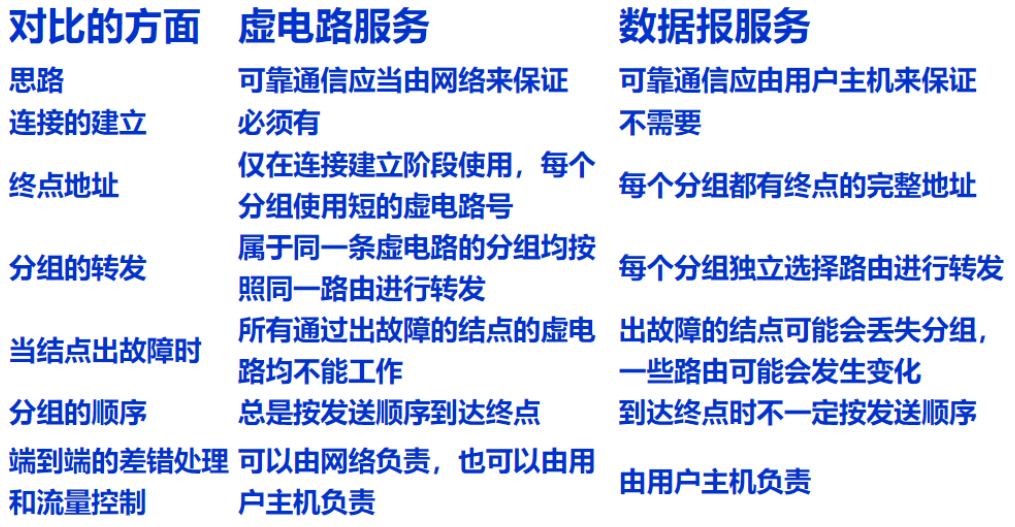 对比的方面 虚电路服务 数据报服务
思路 可靠通信应当由网络来保证 可靠通信应由用户主机来保证
连接的建立 必须有 不需要
终点地址 仅在连接建立阶段使用，每个
分组使用短的虚电路号 每个分组都有终点的完整地址
分组的转发 属于同一条虚电路的分组均按
照同一路由进行转发 每个分组独立选择路由进行转发
当结点出故障时 所有通过出故障的结点的虚电
路均不能工作 出故障的结点可能会丢失分组，
一些路由可能会发生变化
分组的顺序 总是按发送顺序到达终点 到达终点时不一定按发送顺序
端到端的差错处理
和流量控制 可以由网络负责，也可以由用
户主机负责 由用户主机负责